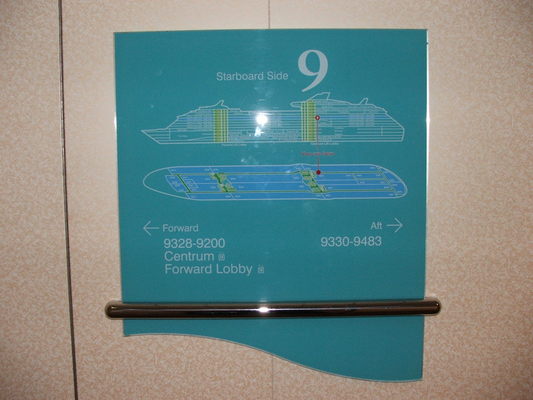 Starboard Side 9
Forward
9328-9200
Centrum
Forward Lobby
Aft
9330-9483